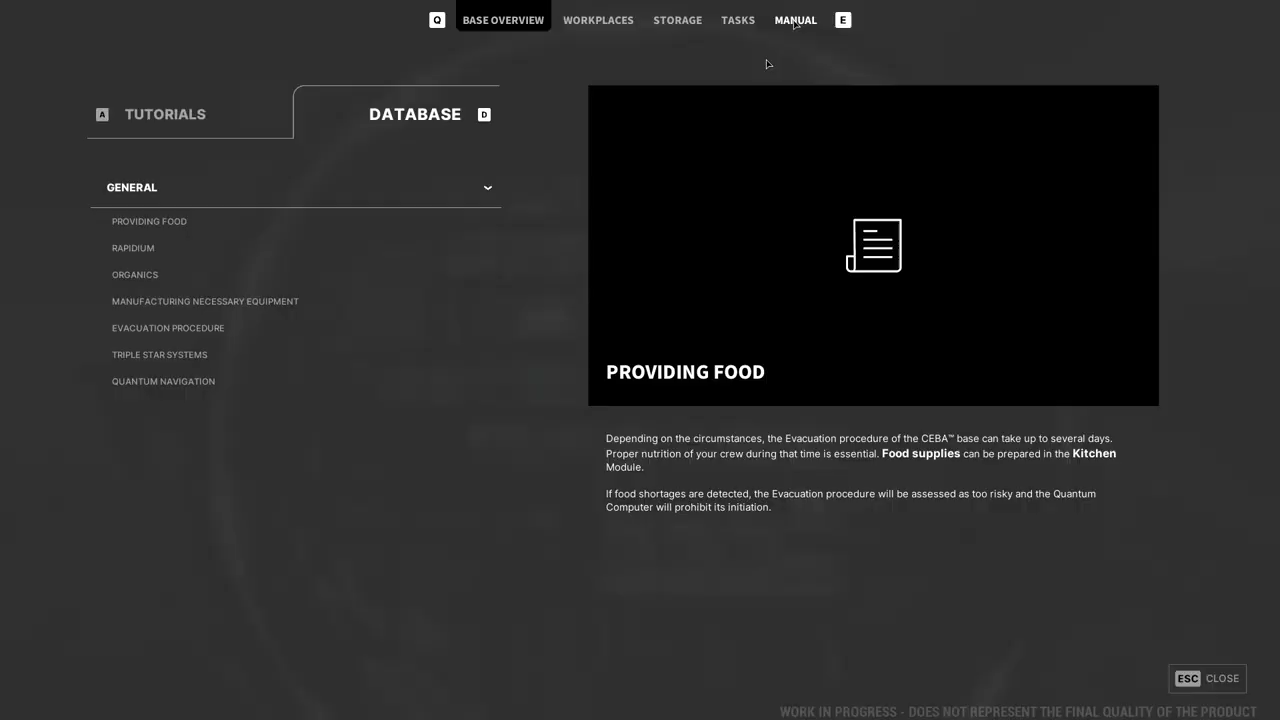 Q BASE OVERVIEW WORKPLACES STORAGE TASKS MANUAL E
A TUTORIALS
DATABASE D
GENERAL
PROVIDING FOOD
RAPIDIUM
ORGANICS
MANUFACTURING NECESSARY EQUIPMENT
EVACUATION PROCEDURE
TRIPLE STAR SYSTEMS
QUANTUM NAVIGATION
PROVIDING FOOD
Depending on the circumstances, the Evacuation procedure of the CEBA™ base can take up to several days.
Proper nutrition of your crew during that time is essential. Food supplies can be prepared in the Kitchen
Module.
If food shortages are detected, the Evacuation procedure will be assessed as too risky and the Quantum
Computer will prohibit its initiation.
ESC CLOSE
WORK IN PROGRESS - DOES NOT REPRESENT THE FINAL QUALITY OF THE PRODUCT